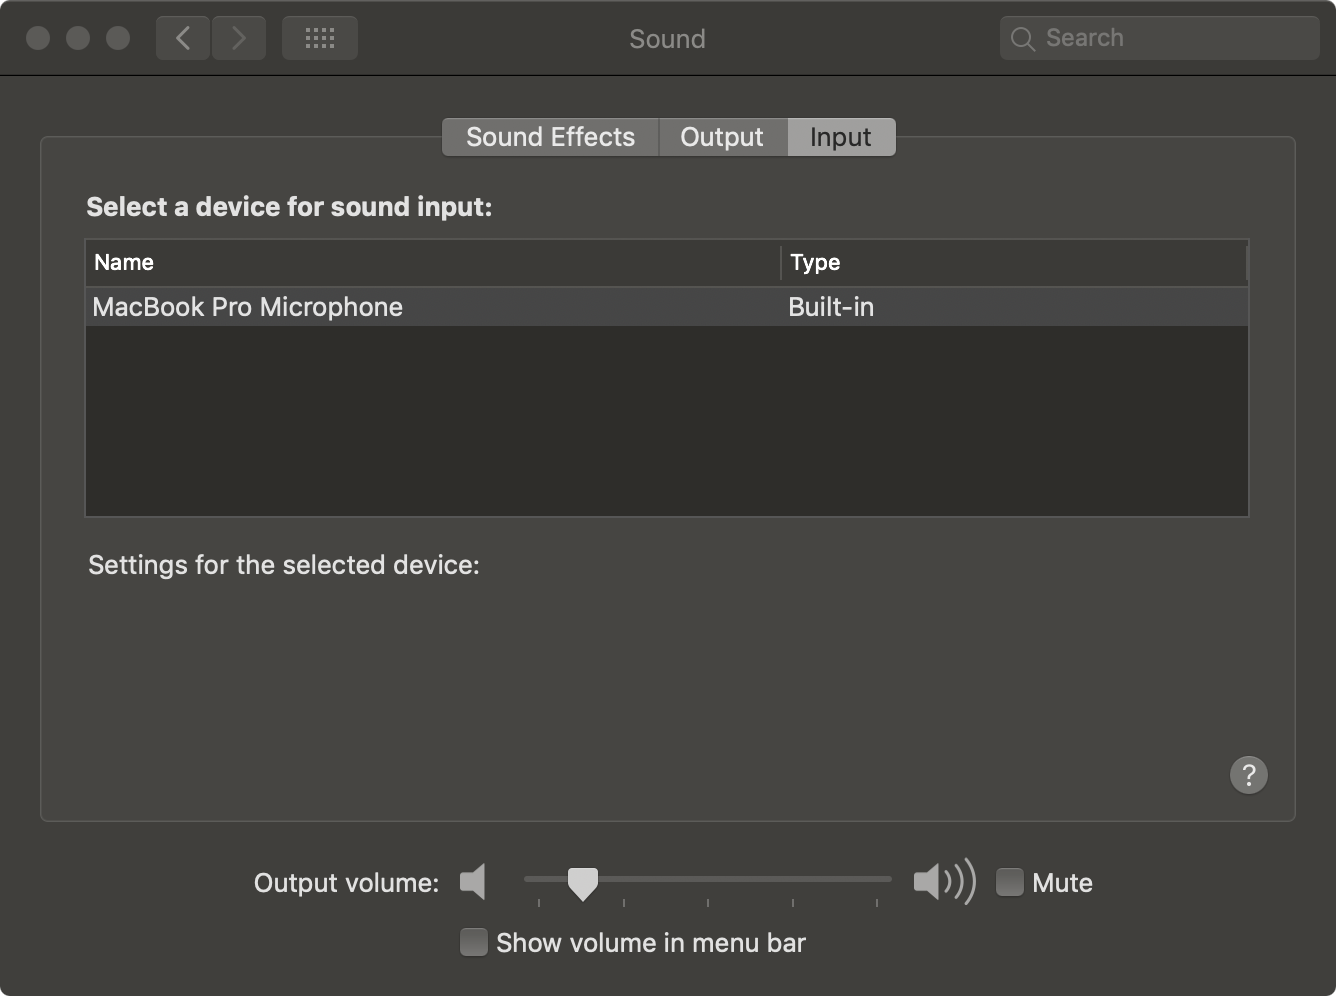 Sound
Search
Sound Effects
Output
Input
Select a device for sound input:
Name
Type
MacBook Pro Microphone
Built-in
Settings for the selected device:
?
Output volume:
Mute
Show volume in menu bar